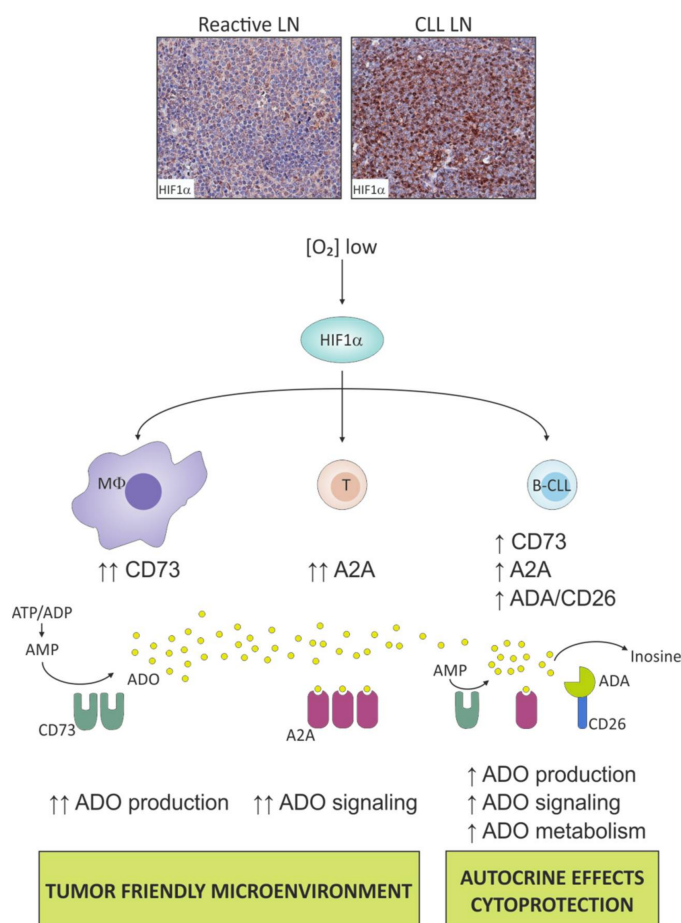 Reactive LN
CLL LN
HIF1α
HIF1α
[O₂] low
HIF1α
MΦ
T
B-CLL
↑↑ CD73
↑↑ A2A
↑ CD73
↑ A2A
↑ ADA/CD26
ATP/ADP
AMP
ADO
CD73
A2A
AMP
Inosine
ADA
CD26
↑↑ ADO production
↑↑ ADO signaling
↑ ADO production
↑ ADO signaling
↑ ADO metabolism
TUMOR FRIENDLY MICROENVIRONMENT
AUTOCRINE EFFECTS
CYTOPROTECTION